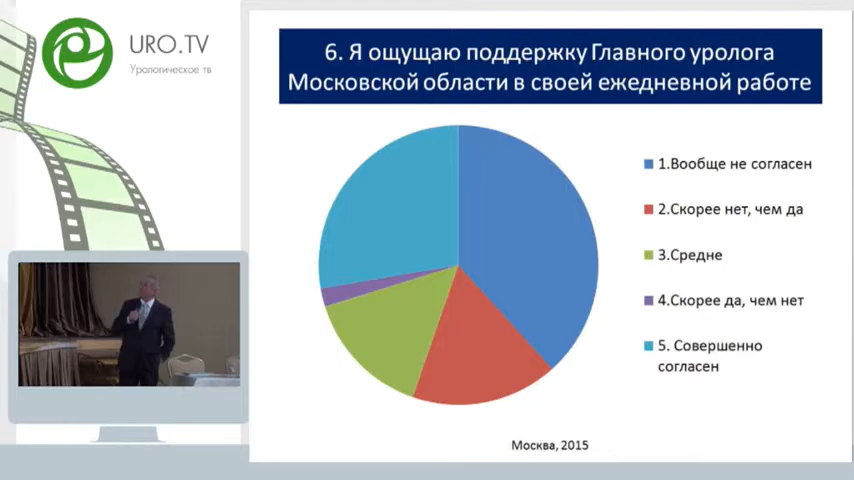 URO.TV
Урологическое тв
6. Я ощущаю поддержку Главного уролога
Московской области в своей ежедневной работе
1.Вообще не согласен
2.Скорее нет, чем да
3.Средне
4.Скорее да, чем нет
5. Совершенно
согласен
Москва, 2015